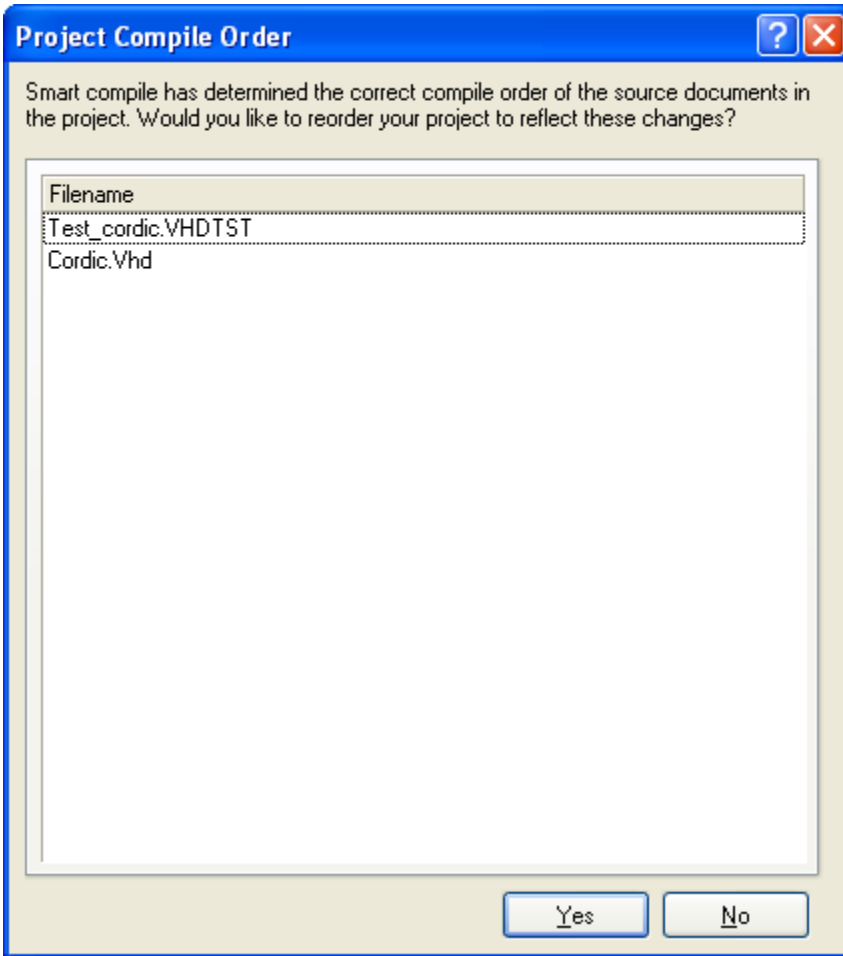 Project Compile Order
Smart compile has determined the correct compile order of the source documents in
the project. Would you like to reorder your project to reflect these changes?
Filename
Test_cordic.VHDTST
Cordic.Vhd
Yes
No